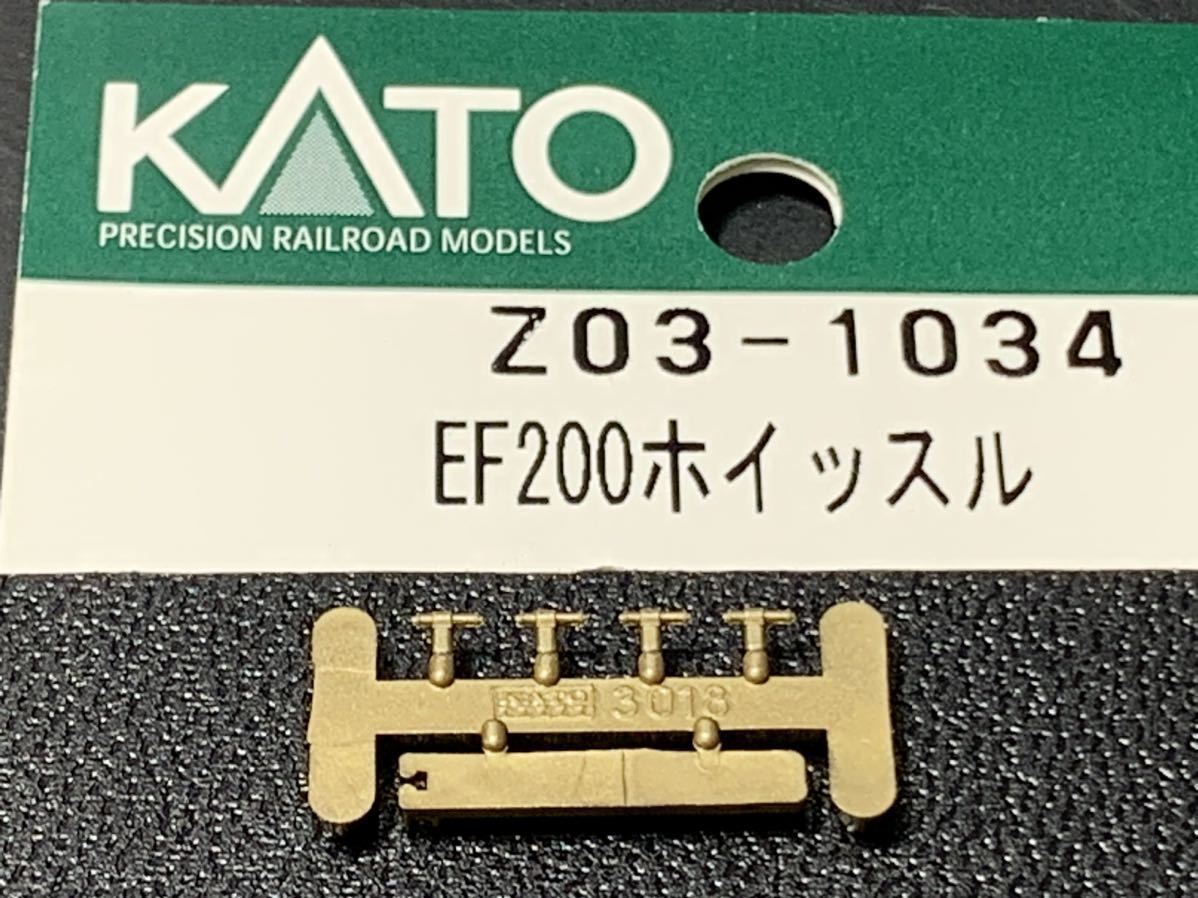 KATO
PRECISION RAILROAD MODELS
Z03-1034
EF200ホイッスル
3018